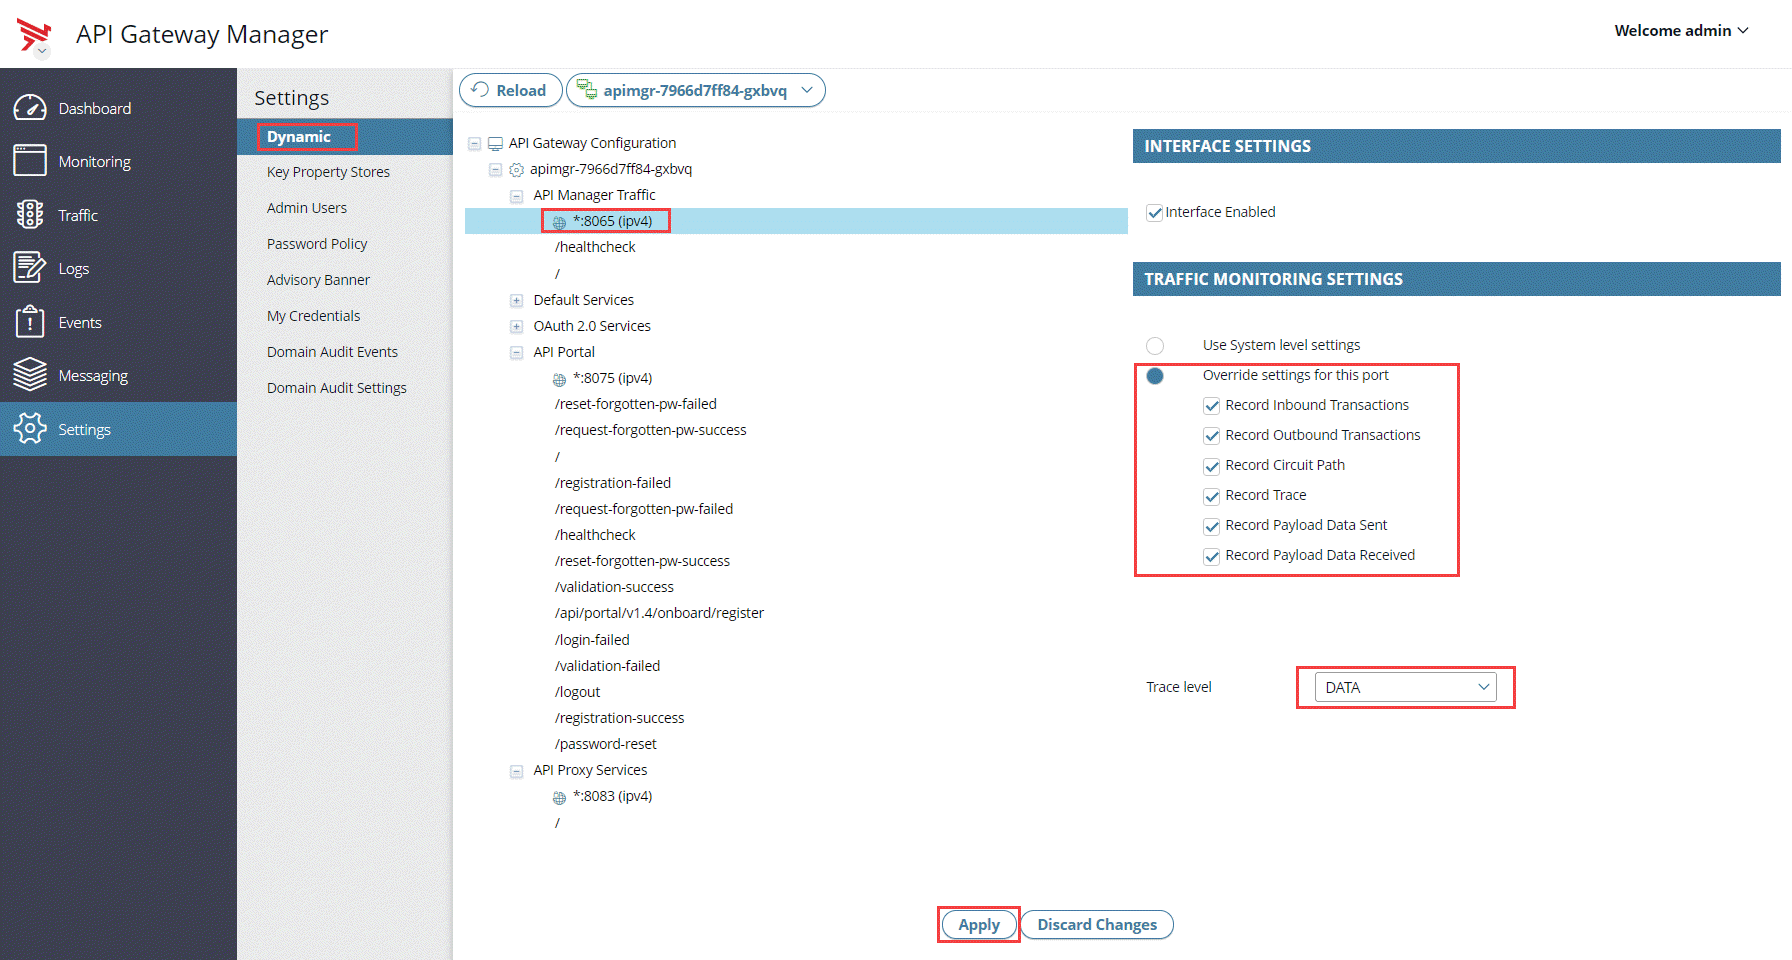 API Gateway Manager
Welcome admin
Dashboard
Monitoring
Traffic
Logs
Events
Messaging
Settings
Settings
Dynamic
Key Property Stores
Admin Users
Password Policy
Advisory Banner
My Credentials
Domain Audit Events
Domain Audit Settings
Reload
apimgr-7966d7ff84-gxbvq
API Gateway Configuration
apimgr-7966d7ff84-gxbvq
API Manager Traffic
*:8065 (ipv4)
/healthcheck
/
Default Services
OAuth 2.0 Services
API Portal
*:8075 (ipv4)
/reset-forgotten-pw-failed
/request-forgotten-pw-success
/
/registration-failed
/request-forgotten-pw-failed
/healthcheck
/reset-forgotten-pw-success
/validation-success
/api/portal/v1.4/onboard/register
/login-failed
/validation-failed
/logout
/registration-success
/password-reset
API Proxy Services
*:8083 (ipv4)
/
INTERFACE SETTINGS
Interface Enabled
TRAFFIC MONITORING SETTINGS
Use System level settings
Override settings for this port
Record Inbound Transactions
Record Outbound Transactions
Record Circuit Path
Record Trace
Record Payload Data Sent
Record Payload Data Received
Trace level
DATA
Apply
Discard Changes